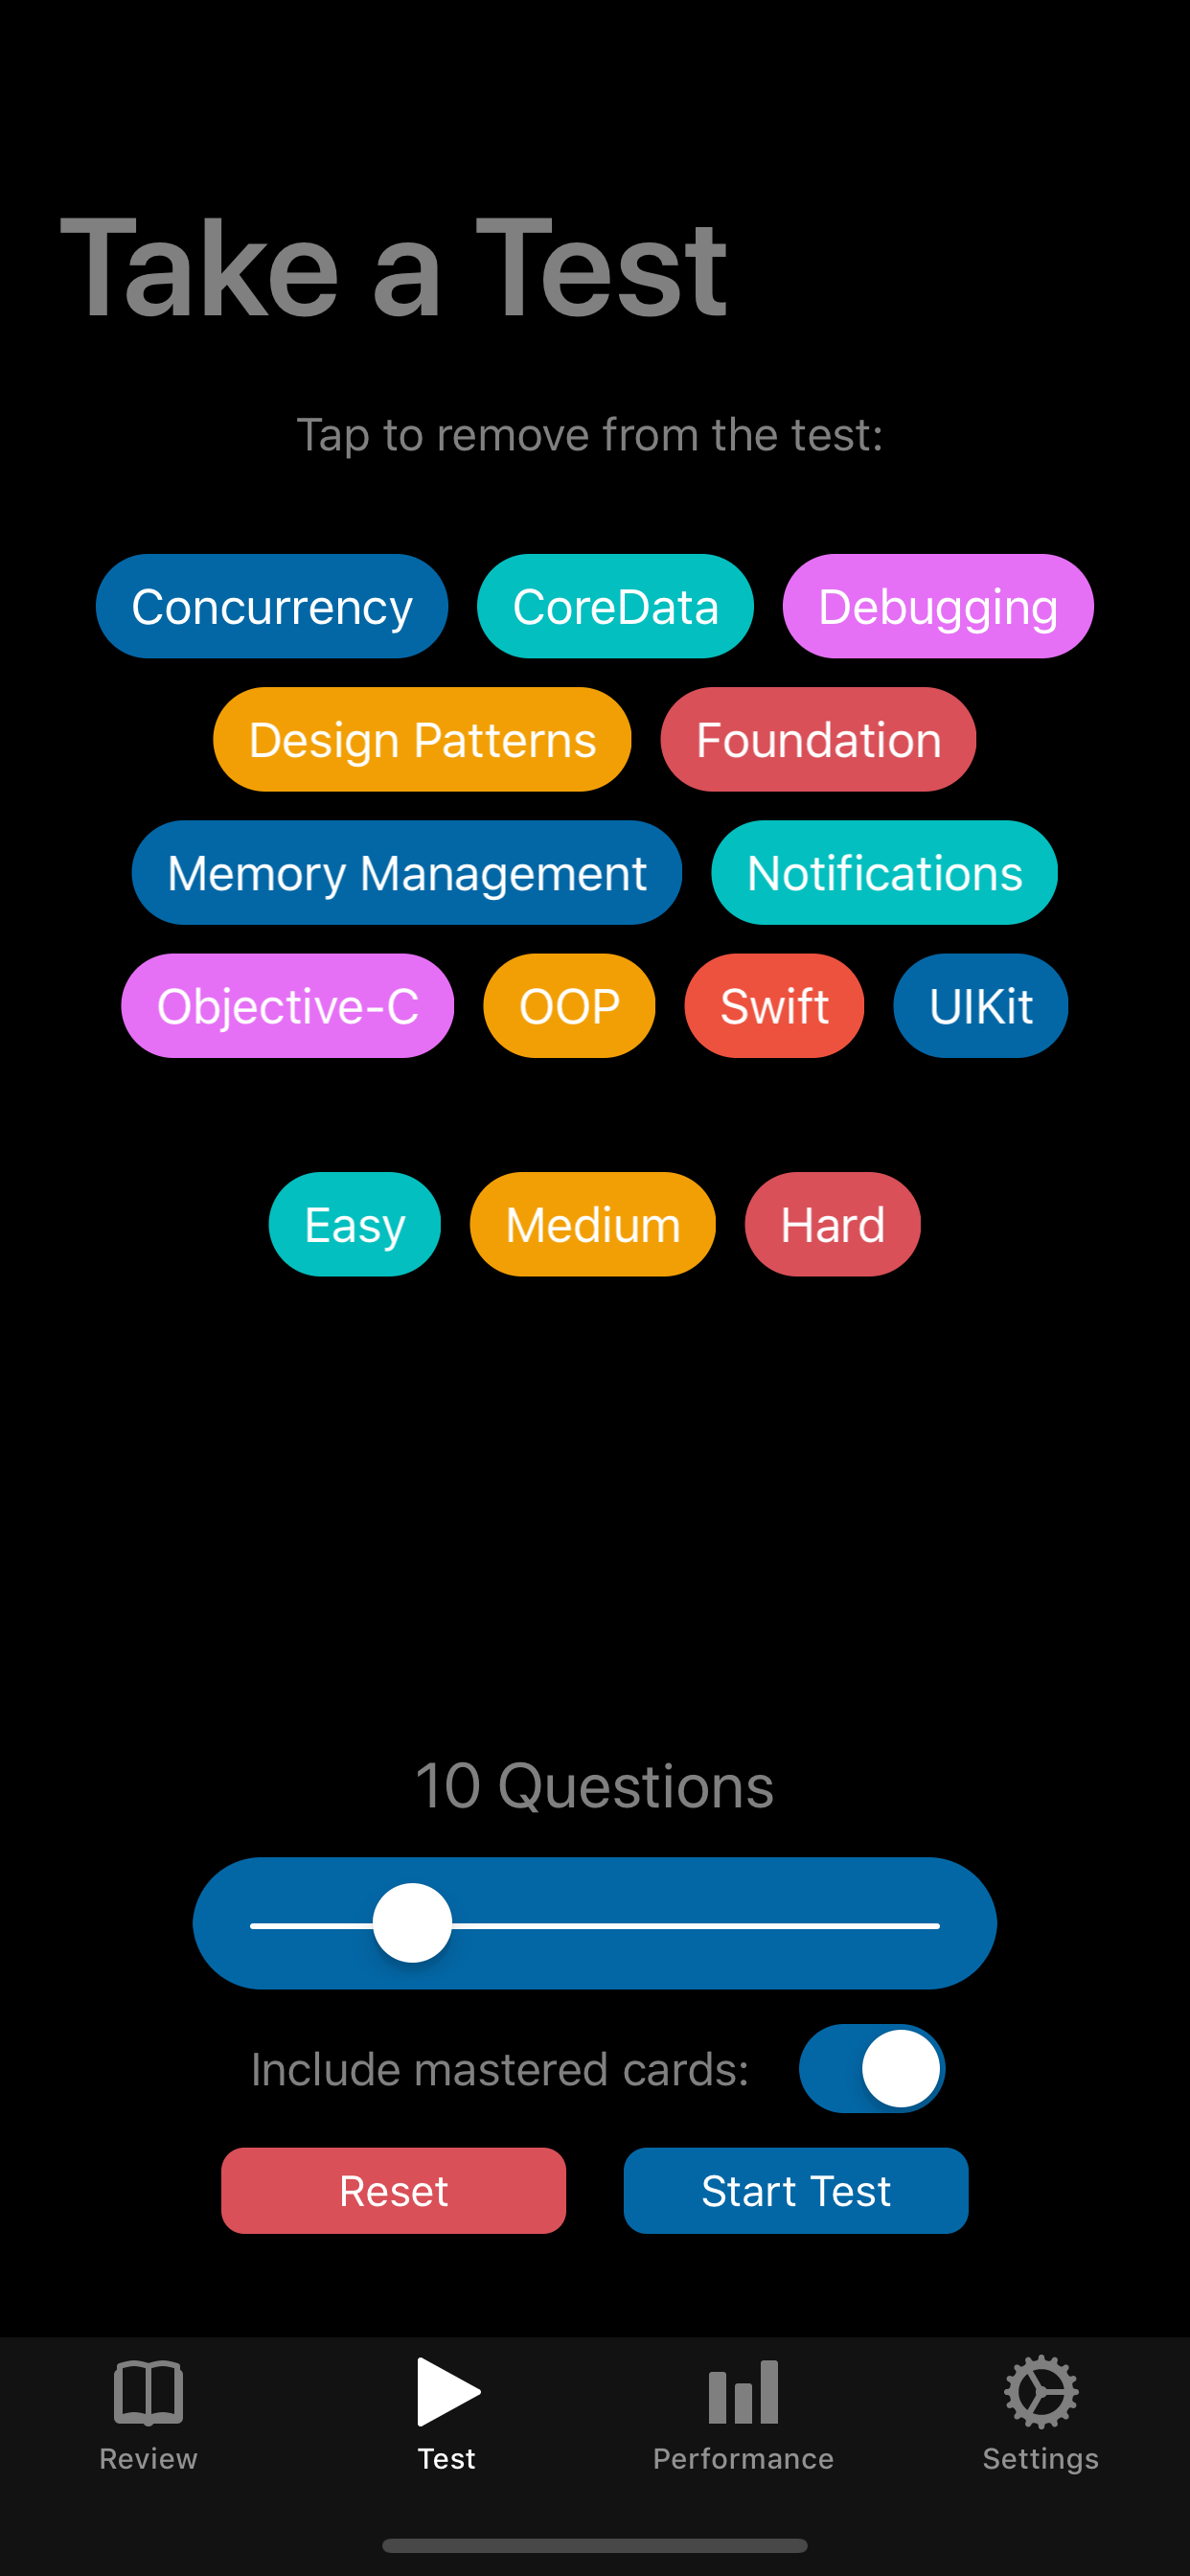 Take a Test
Tap to remove from the test:
Concurrency CoreData Debugging
Design Patterns Foundation
Memory Management Notifications
Objective-C OOP Swift UIKit
Easy Medium Hard
10 Questions
Include mastered cards:
Reset Start Test
Review Test Performance Settings